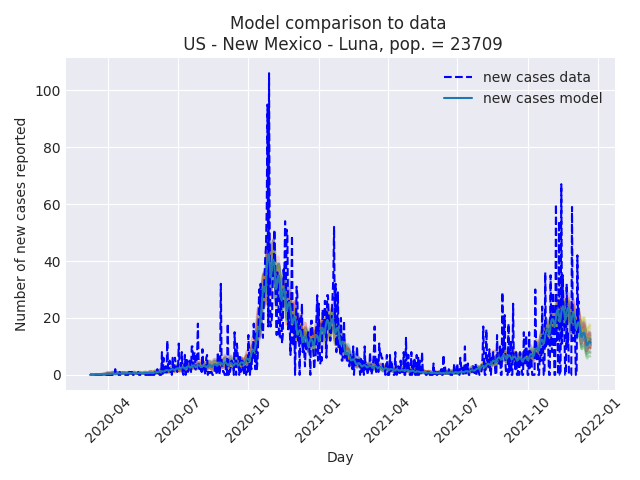 Model comparison to data
US - New Mexico - Luna, pop. = 23709
new cases data
new cases model
Number of new cases reported
100
80
60
40
20
0
2020-04
2020-07
2020-10
2021-01
2021-04
2021-07
2021-10
2022-01
Day